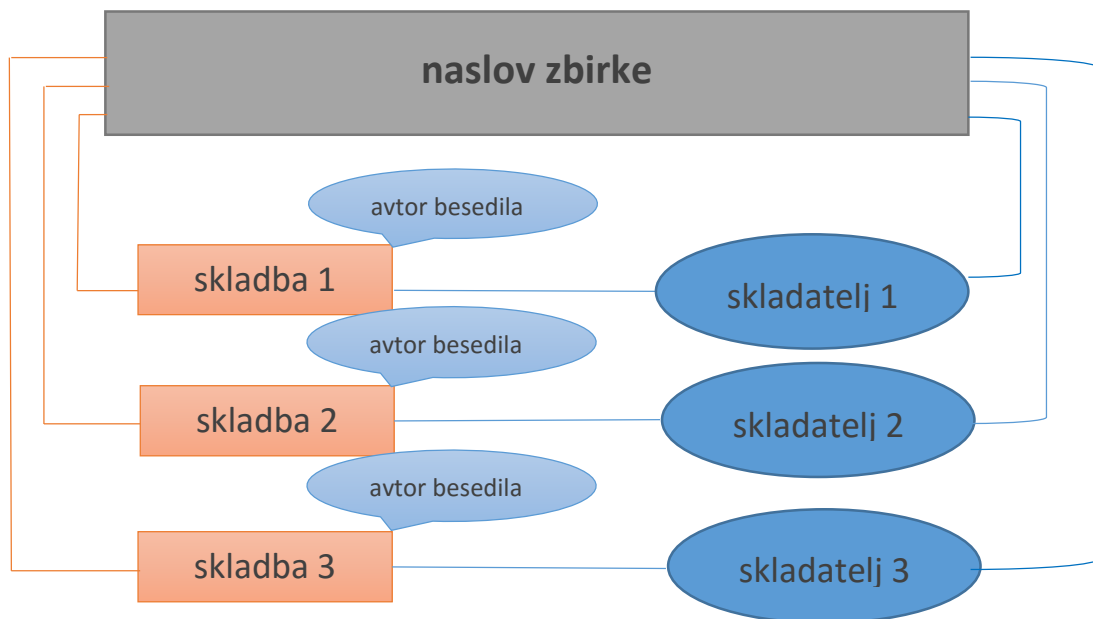 naslov zbirke
avtor besedila
skladba 1
skladatelj 1
avtor besedila
skladba 2
skladatelj 2
avtor besedila
skladba 3
skladatelj 3